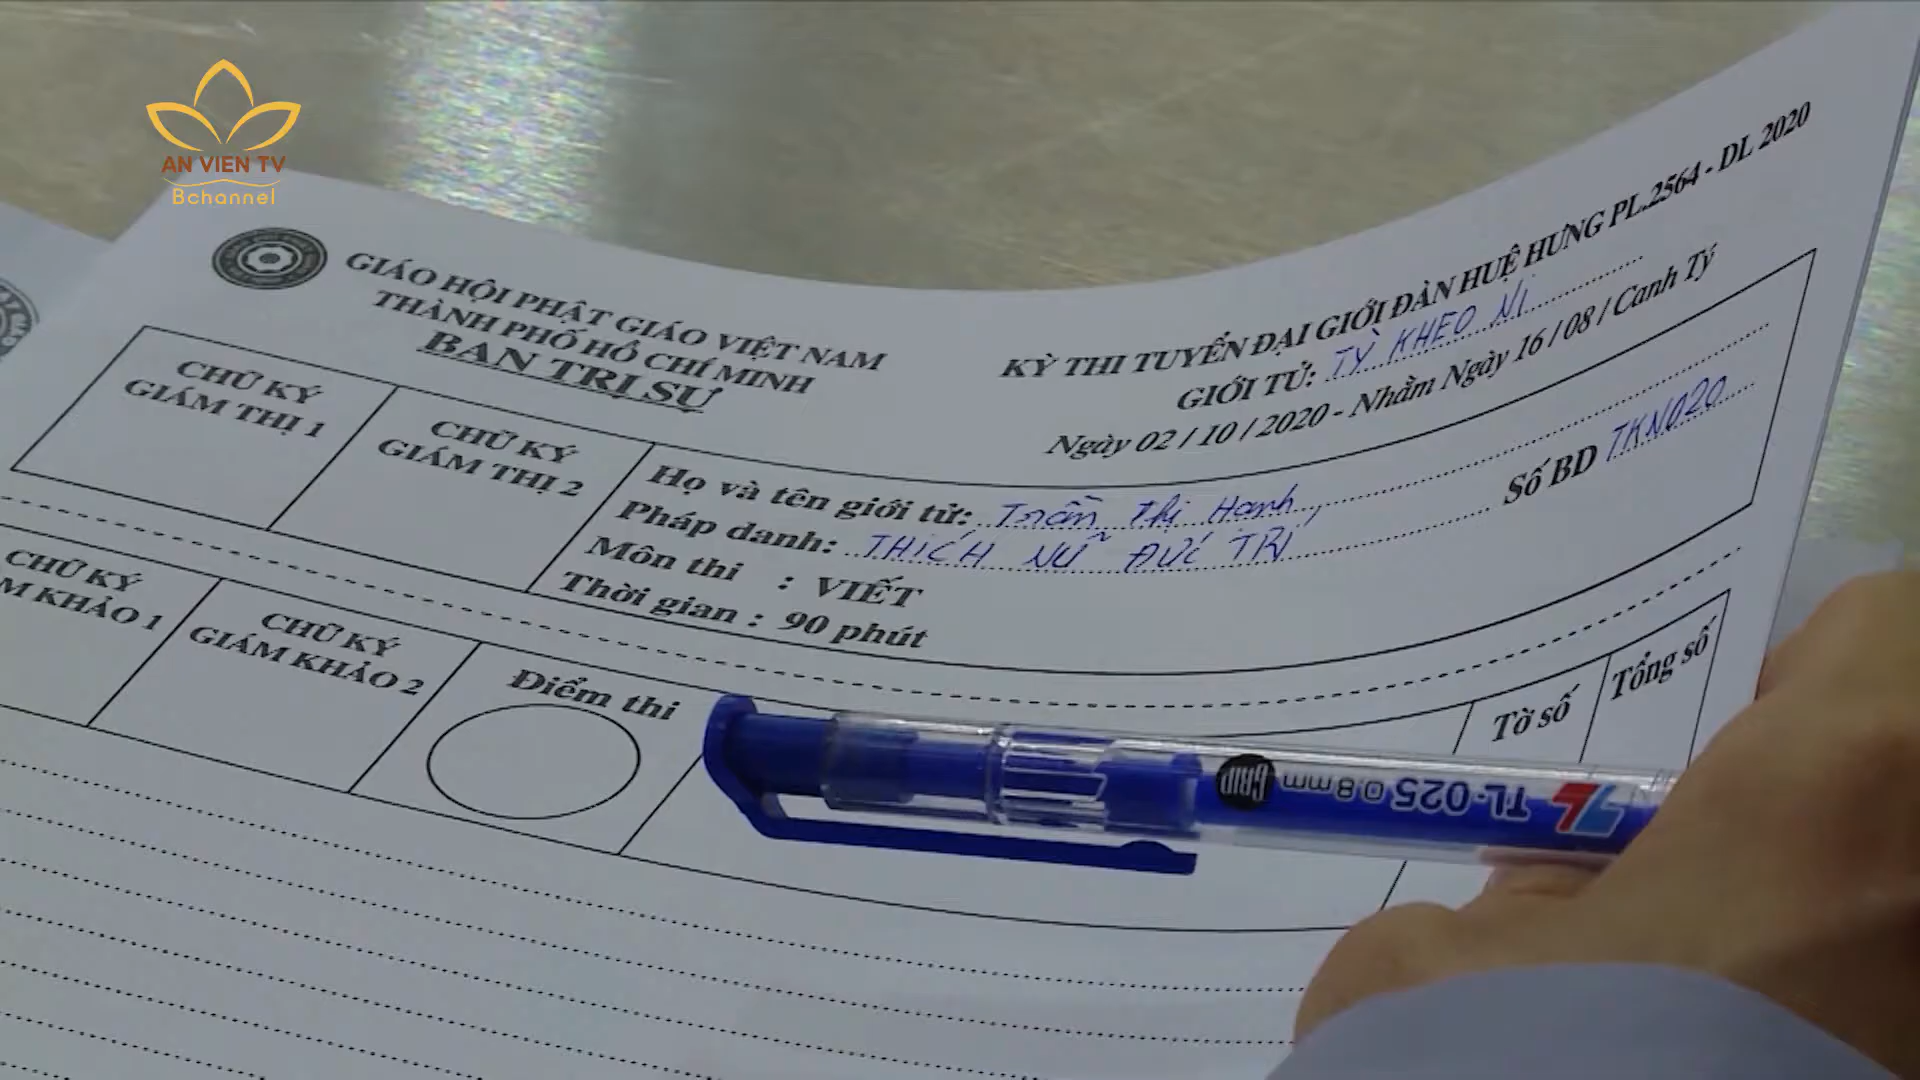 AN VIEN TV
Bchannel
GIÁO HỘI PHẬT GIÁO VIỆT NAM
THÀNH PHỐ HỒ CHÍ MINH
BAN TRỊ SỰ
KỲ THI TUYỂN ĐẠI GIỚI ĐÀN HUỆ HƯNG PL.2564 - DL 2020
GIỚI TỬ: TỲ KHEO NI
Ngày 02 / 10 / 2020 - Nhằm Ngày 16 / 08 / Canh Tý
CHỮ KÝ
GIÁM THỊ 1
CHỮ KÝ
GIÁM THỊ 2
Họ và tên giới tử: Trần Thị Hạnh
Pháp danh: THÍCH NỮ ĐỨC TRÍ
Số BD TKN020
Môn thi : VIẾT
Thời gian : 90 phút
CHỮ KÝ
M KHẢO 1
CHỮ KÝ
GIÁM KHẢO 2
Điểm thi
Tờ số
Tổng số
TL-025 0.8mm GRIP